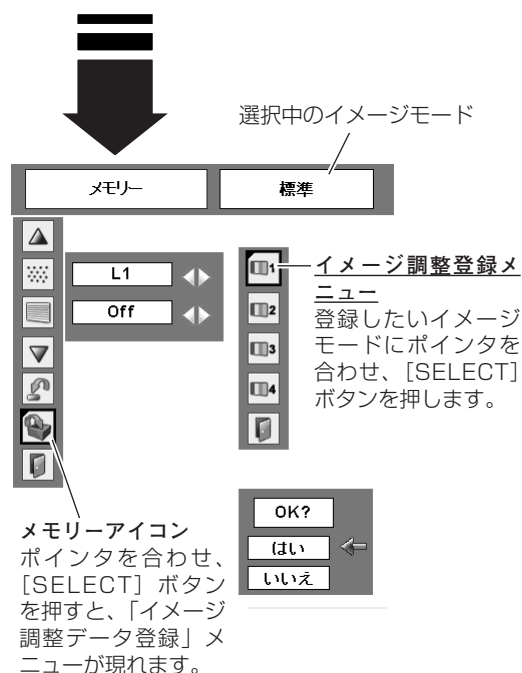 選択中のイメージモード
メモリー 標準
L1
Off
1
2
3
4
イメージ調整登録メ
ニュー
登録したいイメージ
モードにポインタを
合わせ、[SELECT]
ボタンを押します。
OK?
はい
いいえ
メモリーアイコン
ポインタを合わせ、
[SELECT] ボタン
を押すと、「イメージ
調整データ登録」メ
ニューが現れます。